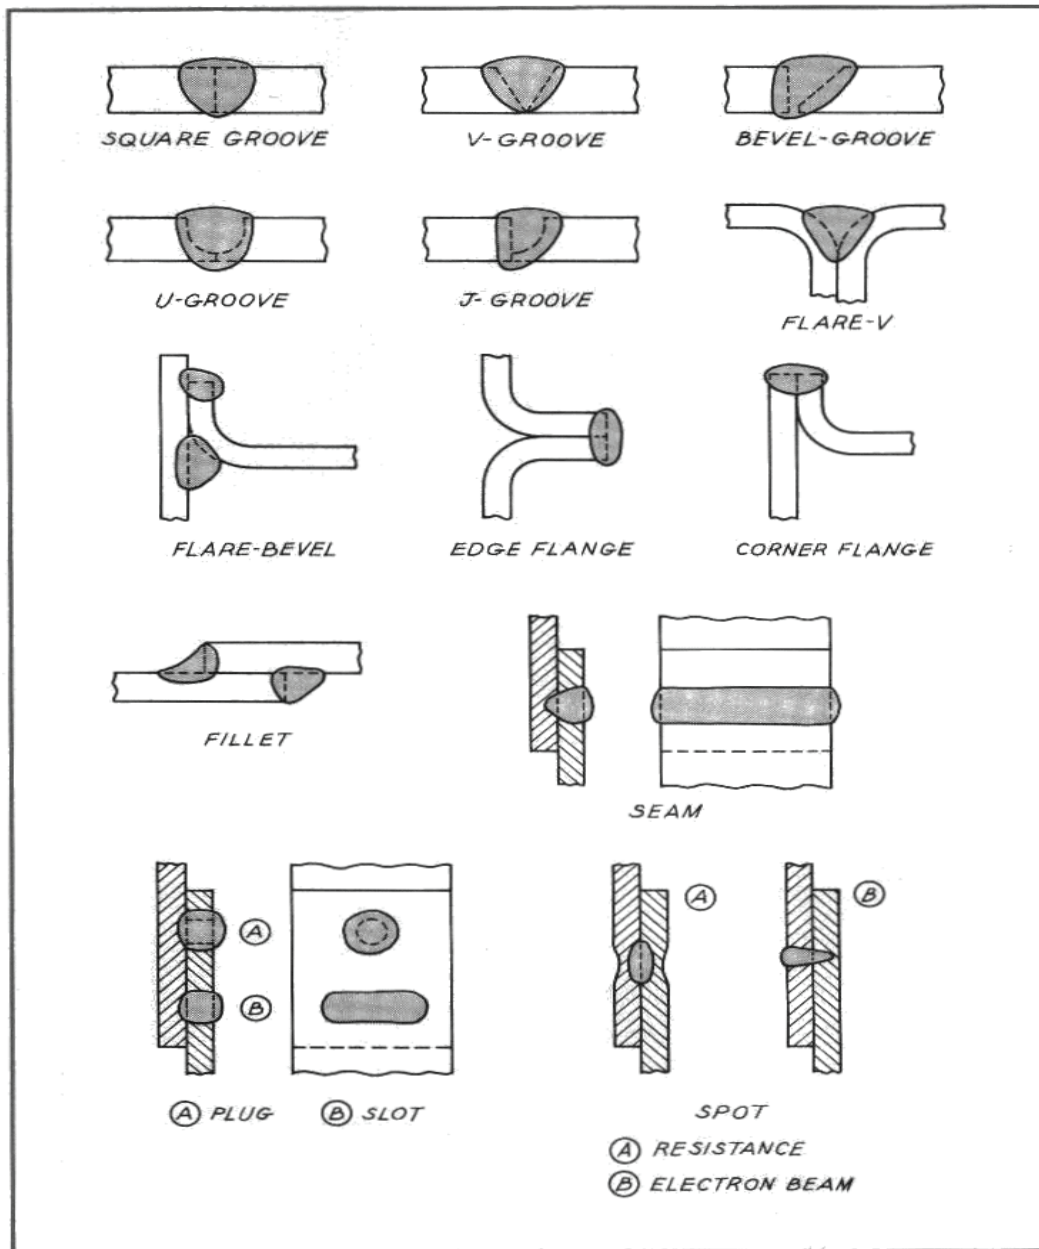 SQUARE GROOVE
V-GROOVE
BEVEL-GROOVE
U-GROOVE
J-GROOVE
FLARE-V
FLARE-BEVEL
EDGE FLANGE
CORNER FLANGE
FILLET
SEAM
A
B
A PLUG
B SLOT
A
B
SPOT
A RESISTANCE
B ELECTRON BEAM